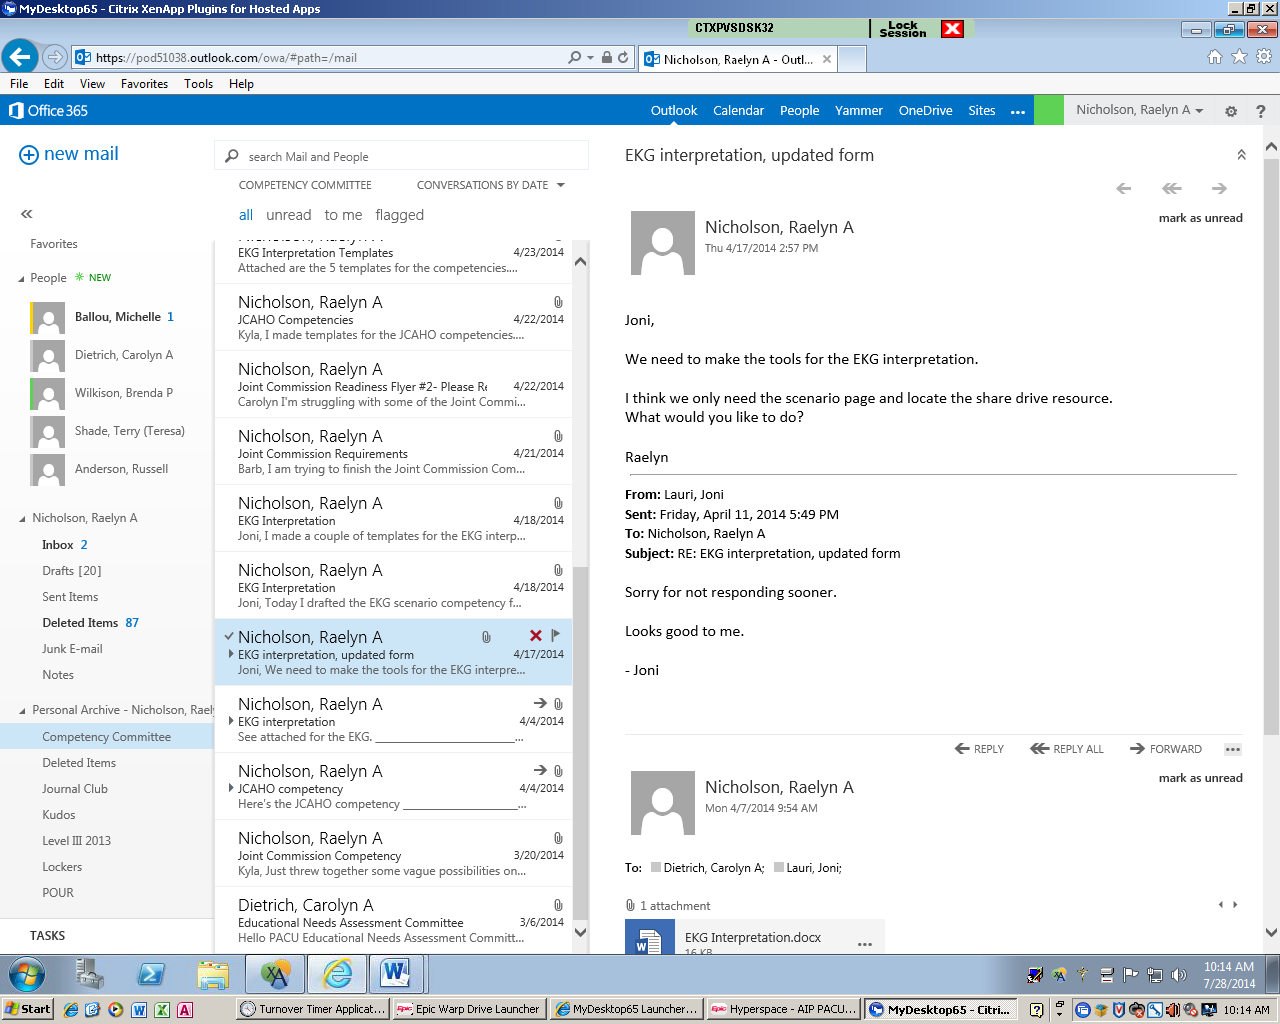 MyDesktop65 - Citrix XenApp Plugins for Hosted Apps
CTXPVSDSK32
Lock Session
https://pod51038.outlook.com/owa/#path=/mail
Nicholson, Raelyn A - Outl...
File Edit View Favorites Tools Help
Office 365
Outlook Calendar People Yammer OneDrive Sites ... Nicholson, Raelyn A ?
new mail
Favorites
People NEW
Ballou, Michelle 1
Dietrich, Carolyn A
Wilkison, Brenda P
Shade, Terry (Teresa)
Anderson, Russell
Nicholson, Raelyn A
Inbox 2
Drafts [20]
Sent Items
Deleted Items 87
Junk E-mail
Notes
Personal Archive - Nicholson, Rael
Competency Committee
Deleted Items
Journal Club
Kudos
Level III 2013
Lockers
POUR
TASKS
search Mail and People
COMPETENCY COMMITTEE CONVERSATIONS BY DATE
all unread to me flagged
EKG Interpretation Templates 4/23/2014
Attached are the 5 templates for the competencies....
Nicholson, Raelyn A
JCAHO Competencies 4/22/2014
Kyla, I made templates for the JCAHO competencies....
Nicholson, Raelyn A
Joint Commission Readiness Flyer #2- Please Re 4/22/2014
Carolyn I'm struggling with some of the Joint Commi...
Nicholson, Raelyn A
Joint Commission Requirements 4/21/2014
Barb, I am trying to finish the Joint Commission Com...
Nicholson, Raelyn A
EKG Interpretation 4/18/2014
Joni, I made a couple of templates for the EKG interp...
Nicholson, Raelyn A
EKG Interpretation 4/18/2014
Joni, Today I drafted the EKG scenario competency f...
Nicholson, Raelyn A
EKG interpretation, updated form 4/17/2014
Joni, We need to make the tools for the EKG interpre...
Nicholson, Raelyn A
EKG interpretation 4/4/2014
See attached for the EKG. ______________________...
Nicholson, Raelyn A
JCAHO competency 4/4/2014
Here's the JCAHO competency _________________...
Nicholson, Raelyn A
Joint Commission Competency 3/20/2014
Kyla, Just threw together some vague possibilities on...
Dietrich, Carolyn A
Educational Needs Assessment Committee 3/6/2014
Hello PACU Educational Needs Assessment Committ...
EKG interpretation, updated form
mark as unread
Nicholson, Raelyn A
Thu 4/17/2014 2:57 PM
Joni,
We need to make the tools for the EKG interpretation.
I think we only need the scenario page and locate the share drive resource.
What would you like to do?
Raelyn
From: Lauri, Joni
Sent: Friday, April 11, 2014 5:49 PM
To: Nicholson, Raelyn A
Subject: RE: EKG interpretation, updated form
Sorry for not responding sooner.
Looks good to me.
- Joni
REPLY REPLY ALL FORWARD ...
mark as unread
Nicholson, Raelyn A
Mon 4/7/2014 9:54 AM
To: Dietrich, Carolyn A; Lauri, Joni;
1 attachment
EKG Interpretation.docx ...
16 KB
10:14 AM
7/28/2014
Start
Turnover Timer Applicat...
Epic Warp Drive Launcher
MyDesktop65 Launcher...
Hyperspace - AIP PACU...
MyDesktop65 - Citri...
10:14 AM